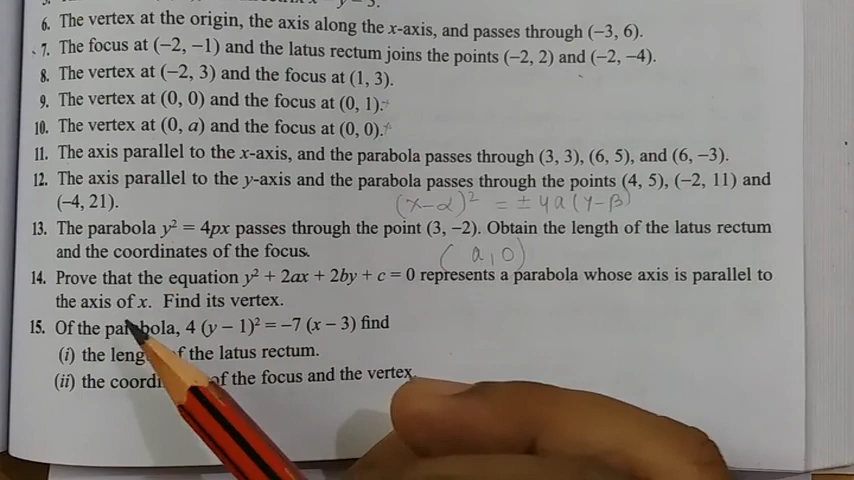 6. The vertex at the origin, the axis along the x-axis, and passes through (−3, 6).
7. The focus at (−2, −1) and the latus rectum joins the points (−2, 2) and (−2, −4).
8. The vertex at (−2, 3) and the focus at (1, 3).
9. The vertex at (0, 0) and the focus at (0, 1).
10. The vertex at (0, a) and the focus at (0, 0).
11. The axis parallel to the x-axis, and the parabola passes through (3, 3), (6, 5), and (6, −3).
12. The axis parallel to the y-axis and the parabola passes through the points (4, 5), (−2, 11) and
(−4, 21).
(x−α)² = ±4a(y−β)
13. The parabola y² = 4px passes through the point (3, −2). Obtain the length of the latus rectum
and the coordinates of the focus.
(a, 0)
14. Prove that the equation y² + 2ax + 2by + c = 0 represents a parabola whose axis is parallel to
the axis of x. Find its vertex.
15. Of the parabola, 4 (y − 1)² = −7 (x − 3) find
(i) the of the latus rectum.
(ii) the of the focus and the vertex.